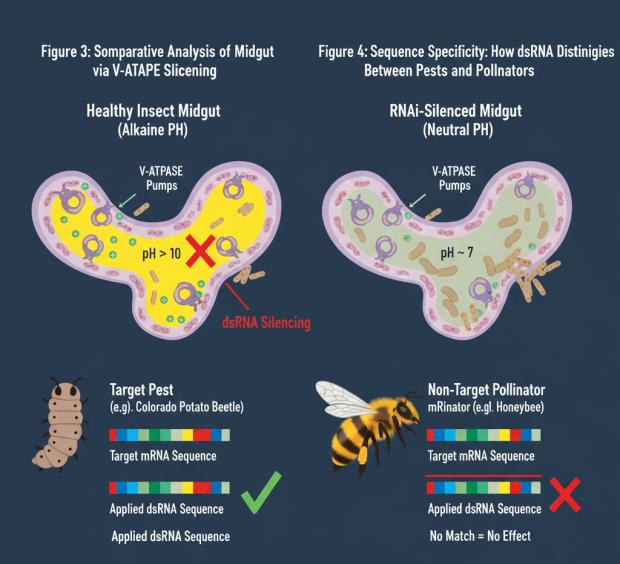 Figure 3: Somparative Analysis of Midgut
via V-ATAPE Slicening
Figure 4: Sequence Specificity: How dsRNA Distinigies
Between Pests and Pollnators
Healthy Insect Midgut
(Alkaine PH)
RNAi-Silenced Midgut
(Neutral PH)
V-ATPASE
Pumps
pH > 10
dsRNA Silencing
V-ATPASE
Pumps
pH ~ 7
Target Pest
(e.g). Colorado Potato Beetle)
Target mRNA Sequence
Applied dsRNA Sequence
Applied dsRNA Sequence
Non-Target Pollinator
mRinator (e.gl. Honeybee)
Target mRNA Sequence
Applied dsRNA Sequence
No Match = No Effect